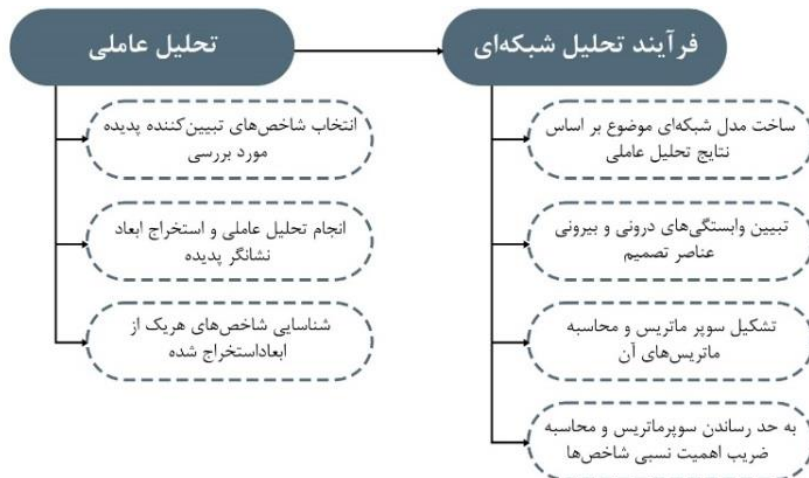 تحلیل عاملی
انتخاب شاخص‌های تبیین‌کننده پدیده
مورد بررسی
انجام تحلیل عاملی و استخراج ابعاد
نشانگر پدیده
شناسایی شاخص‌های هریک از
ابعاداستخراج شده
فرآیند تحلیل شبکه‌ای
ساخت مدل شبکه‌ای موضوع بر اساس
نتایج تحلیل عاملی
تبیین وابستگی‌های درونی و بیرونی
عناصر تصمیم
تشکیل سوپر ماتریس و محاسبه
ماتریس‌های آن
به حد رساندن سوپرماتریس و محاسبه
ضریب اهمیت نسبی شاخص‌ها